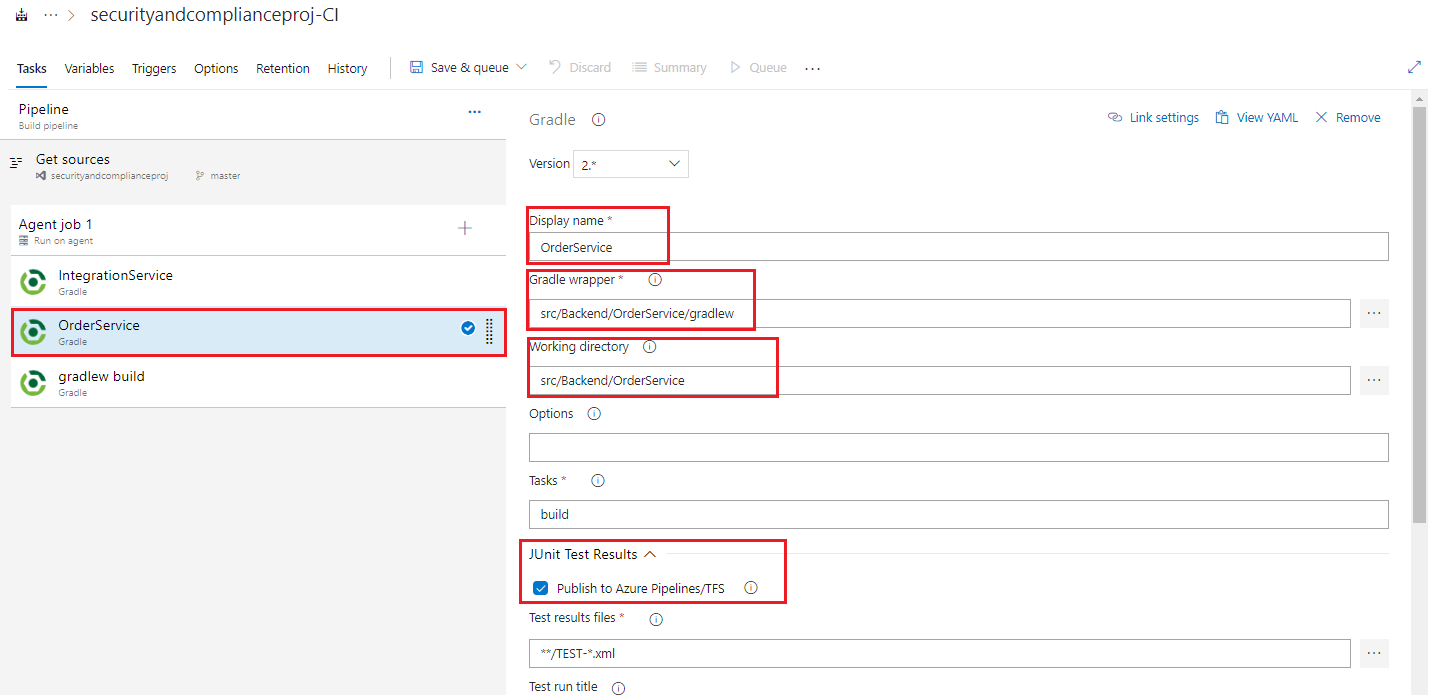 ··· > securityandcomplianceproj-CI
Tasks Variables Triggers Options Retention History Save & queue Discard Summary Queue ···
Pipeline ···
Build pipeline
Get sources
securityandcomplianceproj master
Agent job 1 +
Run on agent
IntegrationService
Gradle
OrderService
Gradle
gradlew build
Gradle
Gradle Link settings View YAML Remove
Version 2.*
Display name *
OrderService
Gradle wrapper *
src/Backend/OrderService/gradlew ···
Working directory
src/Backend/OrderService ···
Options
Tasks *
build
JUnit Test Results
Publish to Azure Pipelines/TFS
Test results files *
**/TEST-*.xml ···
Test run title